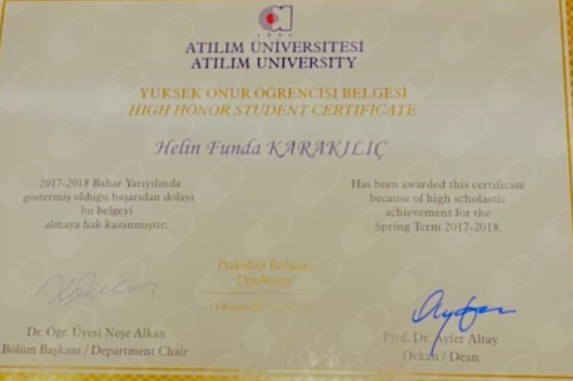 ATILIM ÜNİVERSİTESİ
ATILIM UNIVERSITY
YÜKSEK ONUR ÖĞRENCİSİ BELGESİ
HIGH HONOR STUDENT CERTIFICATE
Helin Funda KARAKILIÇ
2017-2018 Bahar Yarıyılında
göstermiş olduğu başarıdan dolayı
bu belgeyi
almaya hak kazanmıştır.
Has been awarded this certificate
because of high scholastic
achievement for the
Spring Term 2017-2018.
Psikoloji Bölümü
Psychology
Dr. Öğr. Üyesi Neşe Alkan
Bölüm Başkanı / Department Chair
Prof. Dr. Ayfer Altay
Dekan / Dean